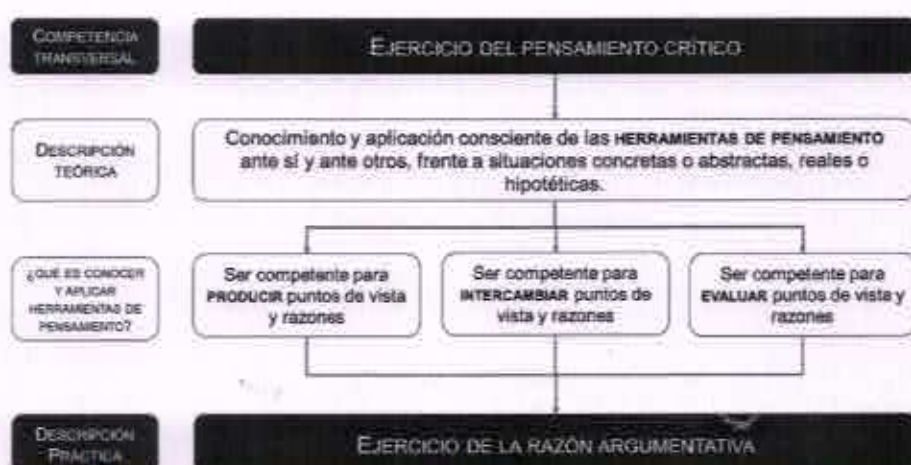 COMPETENCIA
TRANSVERSAL
EJERCICIO DEL PENSAMIENTO CRÍTICO
DESCRIPCIÓN
TEÓRICA
Conocimiento y aplicación consciente de las HERRAMIENTAS DE PENSAMIENTO
ante sí y ante otros, frente a situaciones concretas o abstractas, reales o
hipotéticas.
¿QUÉ ES CONOCER
Y APLICAR
HERRAMIENTAS DE
PENSAMIENTO?
Ser competente para
PRODUCIR puntos de vista
y razones
Ser competente para
INTERCAMBIAR puntos de
vista y razones
Ser competente para
EVALUAR puntos de vista y
razones
DESCRIPCIÓN
PRÁCTICA
EJERCICIO DE LA RAZÓN ARGUMENTATIVA